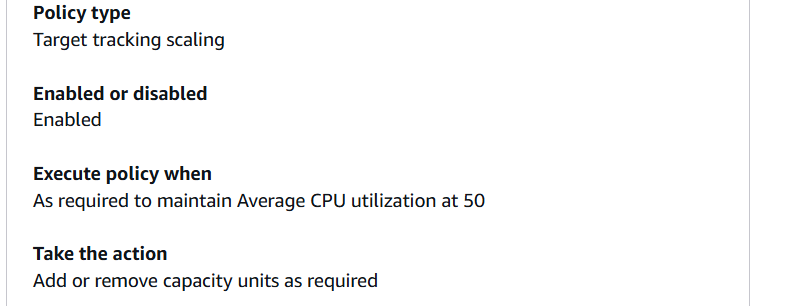 Policy type
Target tracking scaling
Enabled or disabled
Enabled
Execute policy when
As required to maintain Average CPU utilization at 50
Take the action
Add or remove capacity units as required